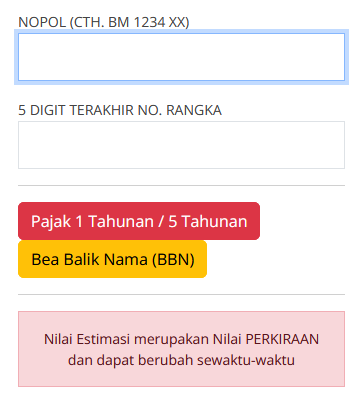 NOPOL (CTH. BM 1234 XX)
5 DIGIT TERAKHIR NO. RANGKA
Pajak 1 Tahunan / 5 Tahunan
Bea Balik Nama (BBN)
Nilai Estimasi merupakan Nilai PERKIRAAN
dan dapat berubah sewaktu-waktu